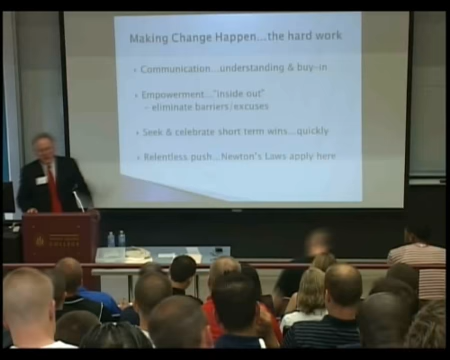 Making Change Happen...the hard work
Communication...understanding & buy-in
Empowerment..."inside out"
- eliminate barriers/excuses
Seek & celebrate short term wins...quickly
Relentless push...Newton's Laws apply here
COLLEGE